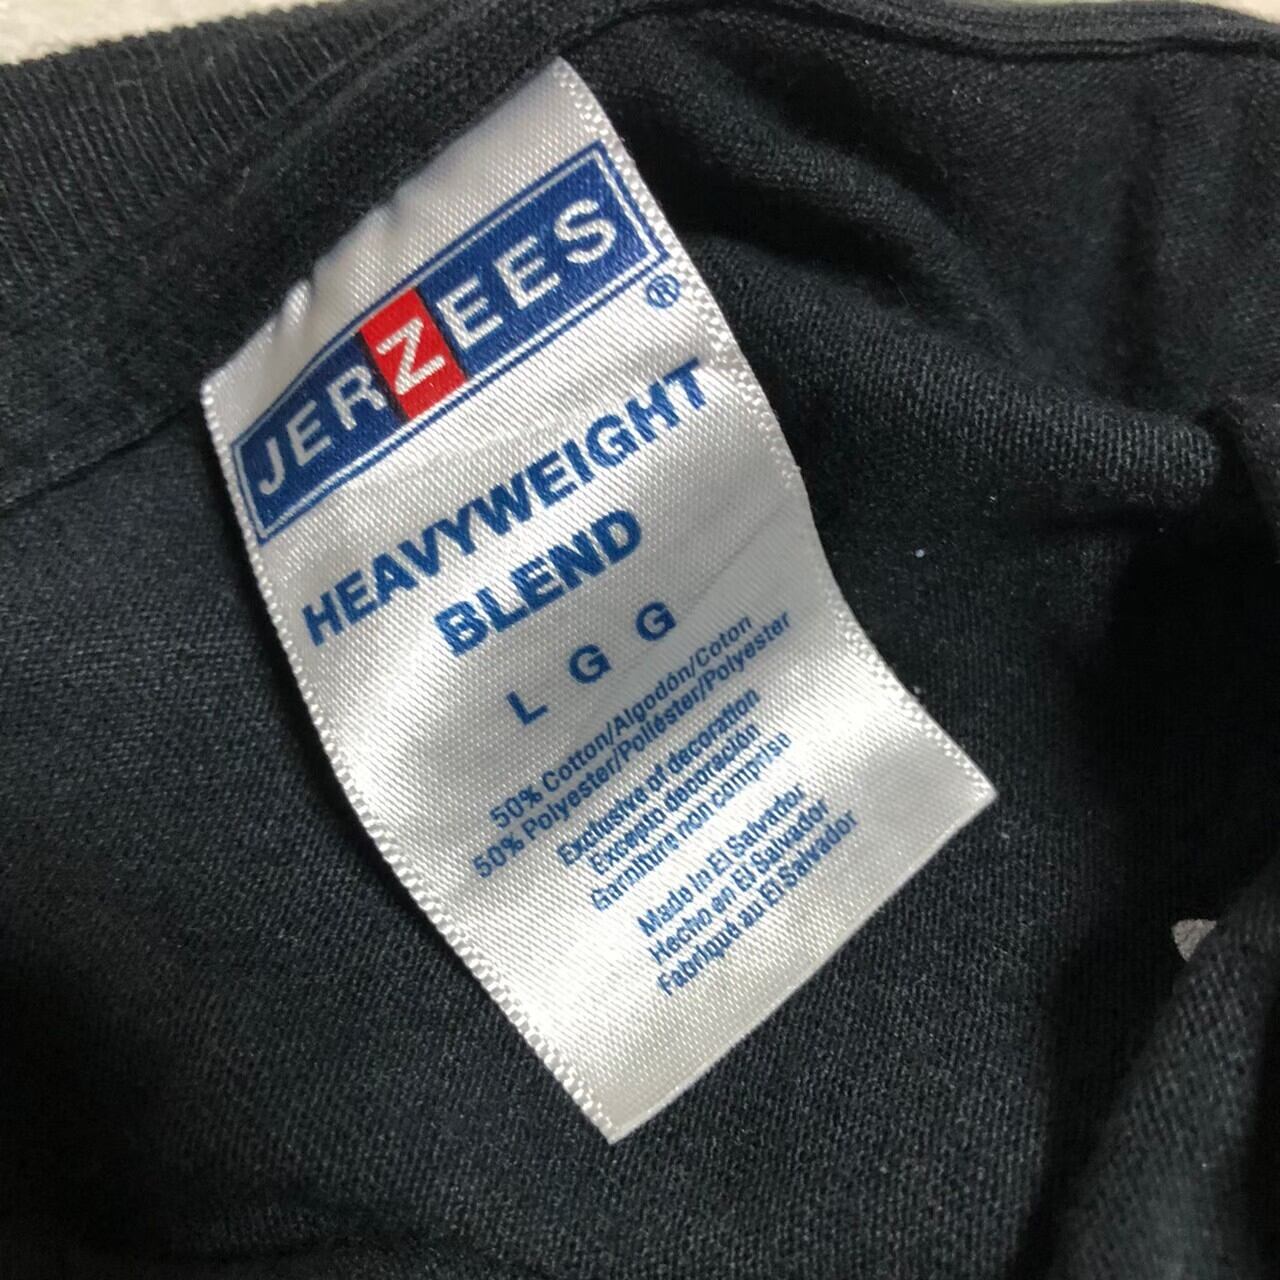 JERZEES®
HEAVYWEIGHT
BLEND
L G G
50% Cotton/Algodón/Coton
50% Polyester/Poliéster/Polyester
Exclusive of decoration
Excepto decoración
Garniture non comprise
Made in El Salvador
Hecho en El Salvador
Fabriqué au El Salvador